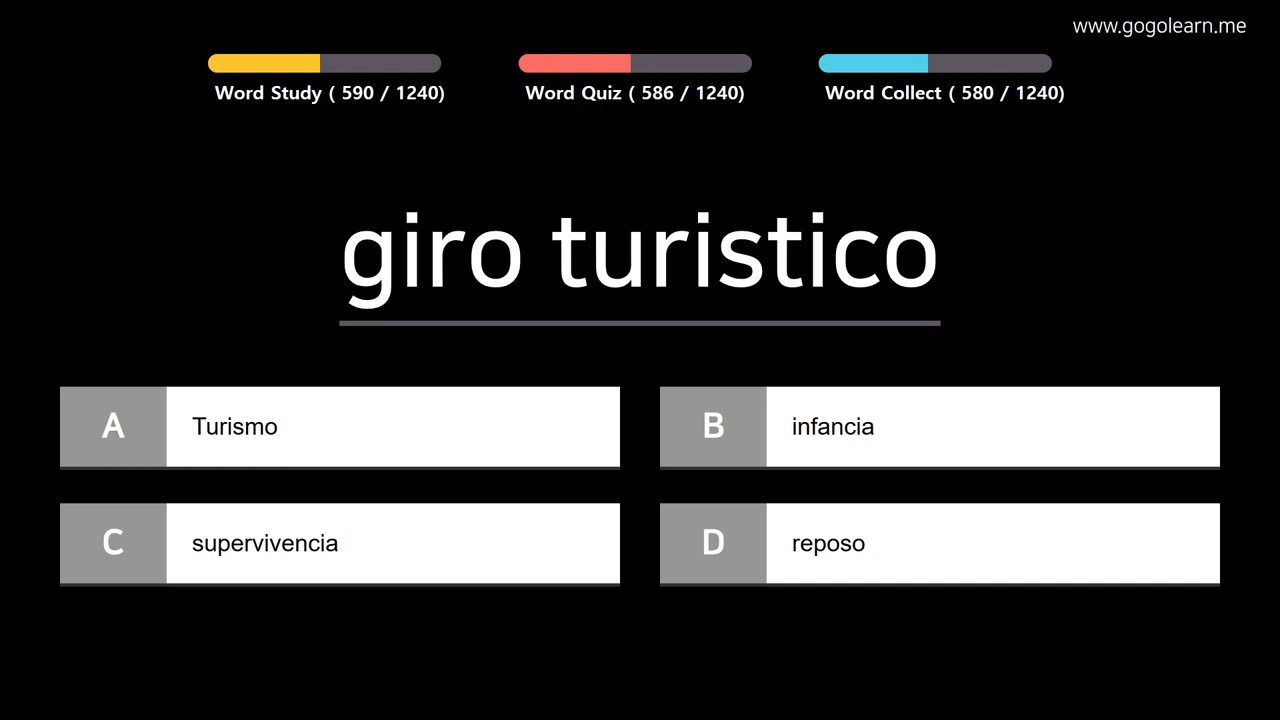 www.gogolearn.me
Word Study ( 590 / 1240)
Word Quiz ( 586 / 1240)
Word Collect ( 580 / 1240)
giro turistico
A Turismo
B infancia
C supervivencia
D reposo